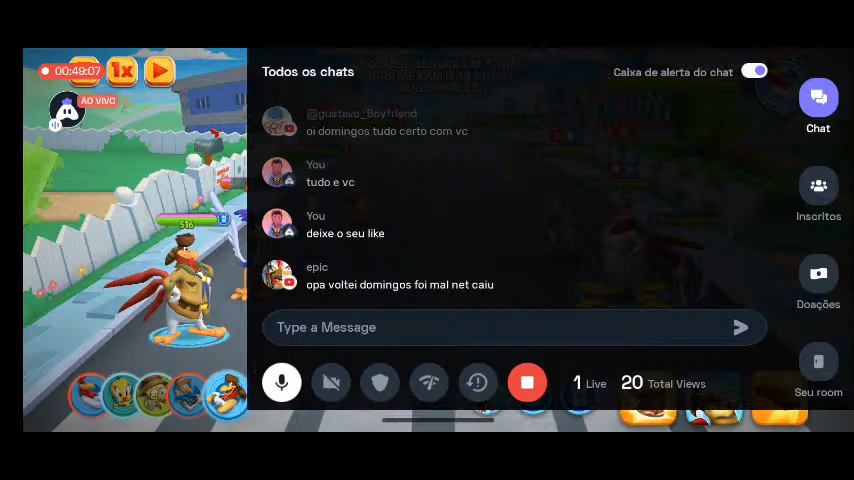 00:49:07
1x
AO VIVO
516
Todos os chats
Caixa de alerta do chat
@gustavo_Boyfriend
oi domingos tudo certo com vc
You
tudo e vc
You
deixe o seu like
epic
opa voltei domingos foi mal net caiu
Type a Message
1 Live
20 Total Views
Chat
Inscritos
Doações
Seu room